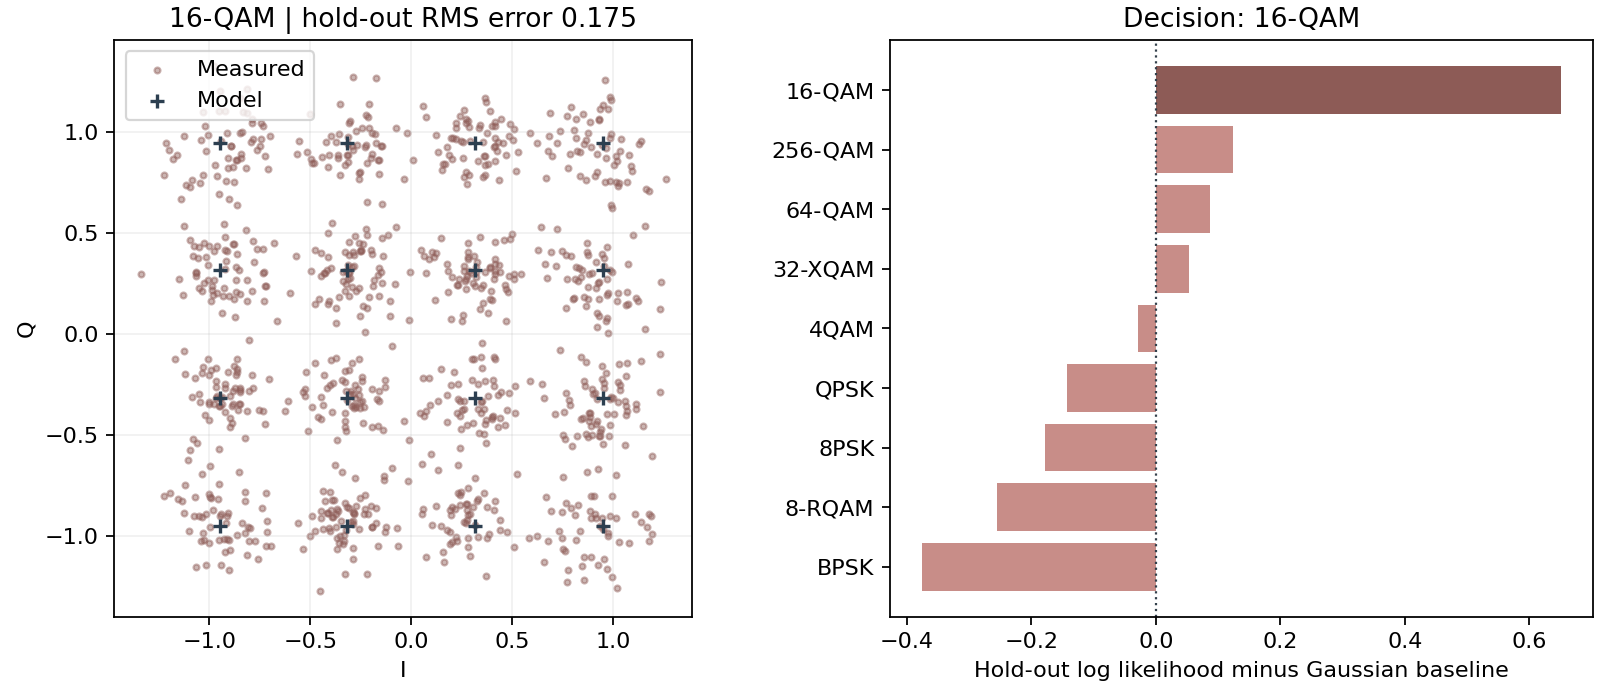 16-QAM | hold-out RMS error 0.175
Measured
Model
1.0
0.5
0.0
−0.5
−1.0
Q
−1.0
−0.5
0.0
0.5
1.0
I
Decision: 16-QAM
16-QAM
256-QAM
64-QAM
32-XQAM
4QAM
QPSK
8PSK
8-RQAM
BPSK
−0.4
−0.2
0.0
0.2
0.4
0.6
Hold-out log likelihood minus Gaussian baseline